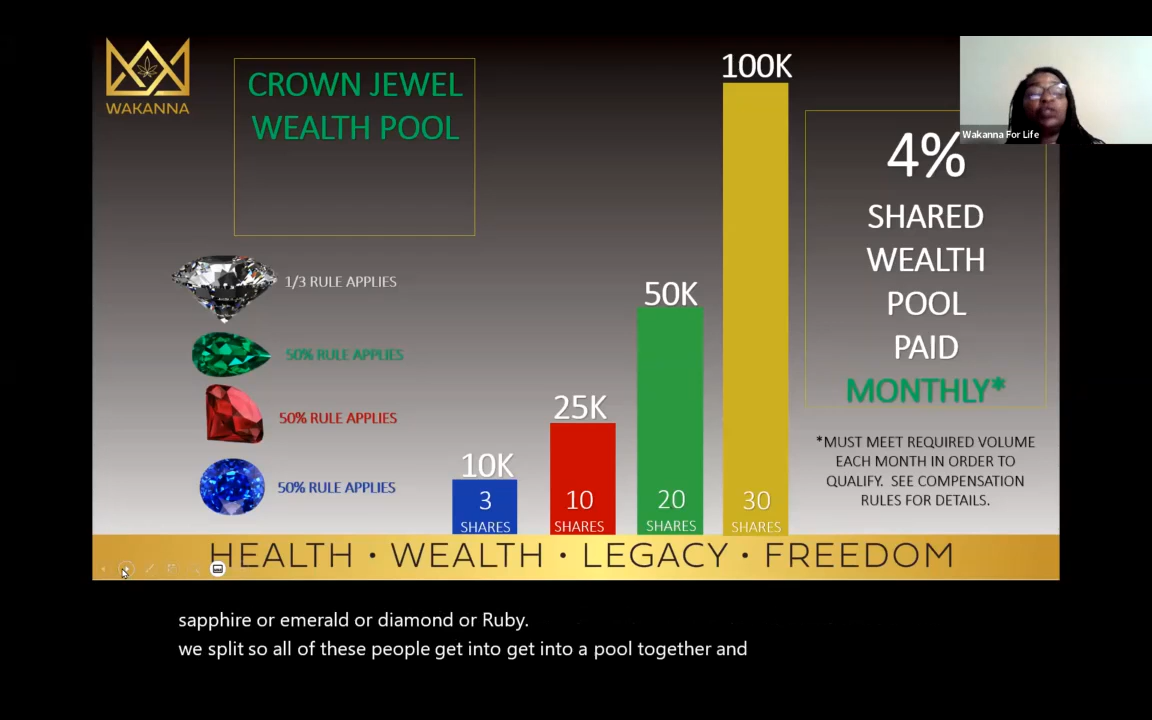 WAKANNA
CROWN JEWEL
WEALTH POOL
1/3 RULE APPLIES
50% RULE APPLIES
50% RULE APPLIES
50% RULE APPLIES
10K
3
SHARES
25K
10
SHARES
50K
20
SHARES
100K
30
SHARES
Wakanna For Life
4%
SHARED
WEALTH
POOL
PAID
MONTHLY*
*MUST MEET REQUIRED VOLUME
EACH MONTH IN ORDER TO
QUALIFY. SEE COMPENSATION
RULES FOR DETAILS.
HEALTH • WEALTH • LEGACY • FREEDOM
sapphire or emerald or diamond or Ruby.
we split so all of these people get into get into a pool together and